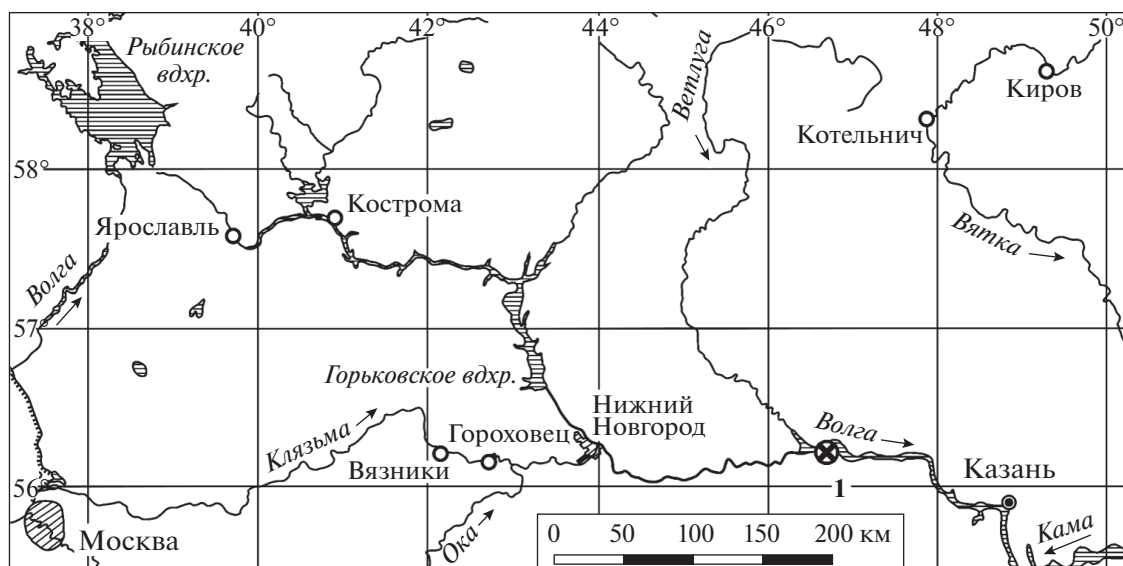 38° 40° 42° 44 46° 48° 50°
Рыбинское
вдхр.
Ветлуга
Киров
Котельнич
58°
Кострома
Ярославль
Вятка
Волга
57°
Горьковское вдхр.
Нижний
Новгород
Волга
Клязьма
Гороховец
Вязники
Казань
56°
1
Ока
0 50 100 150 200 км
Кама
Москва